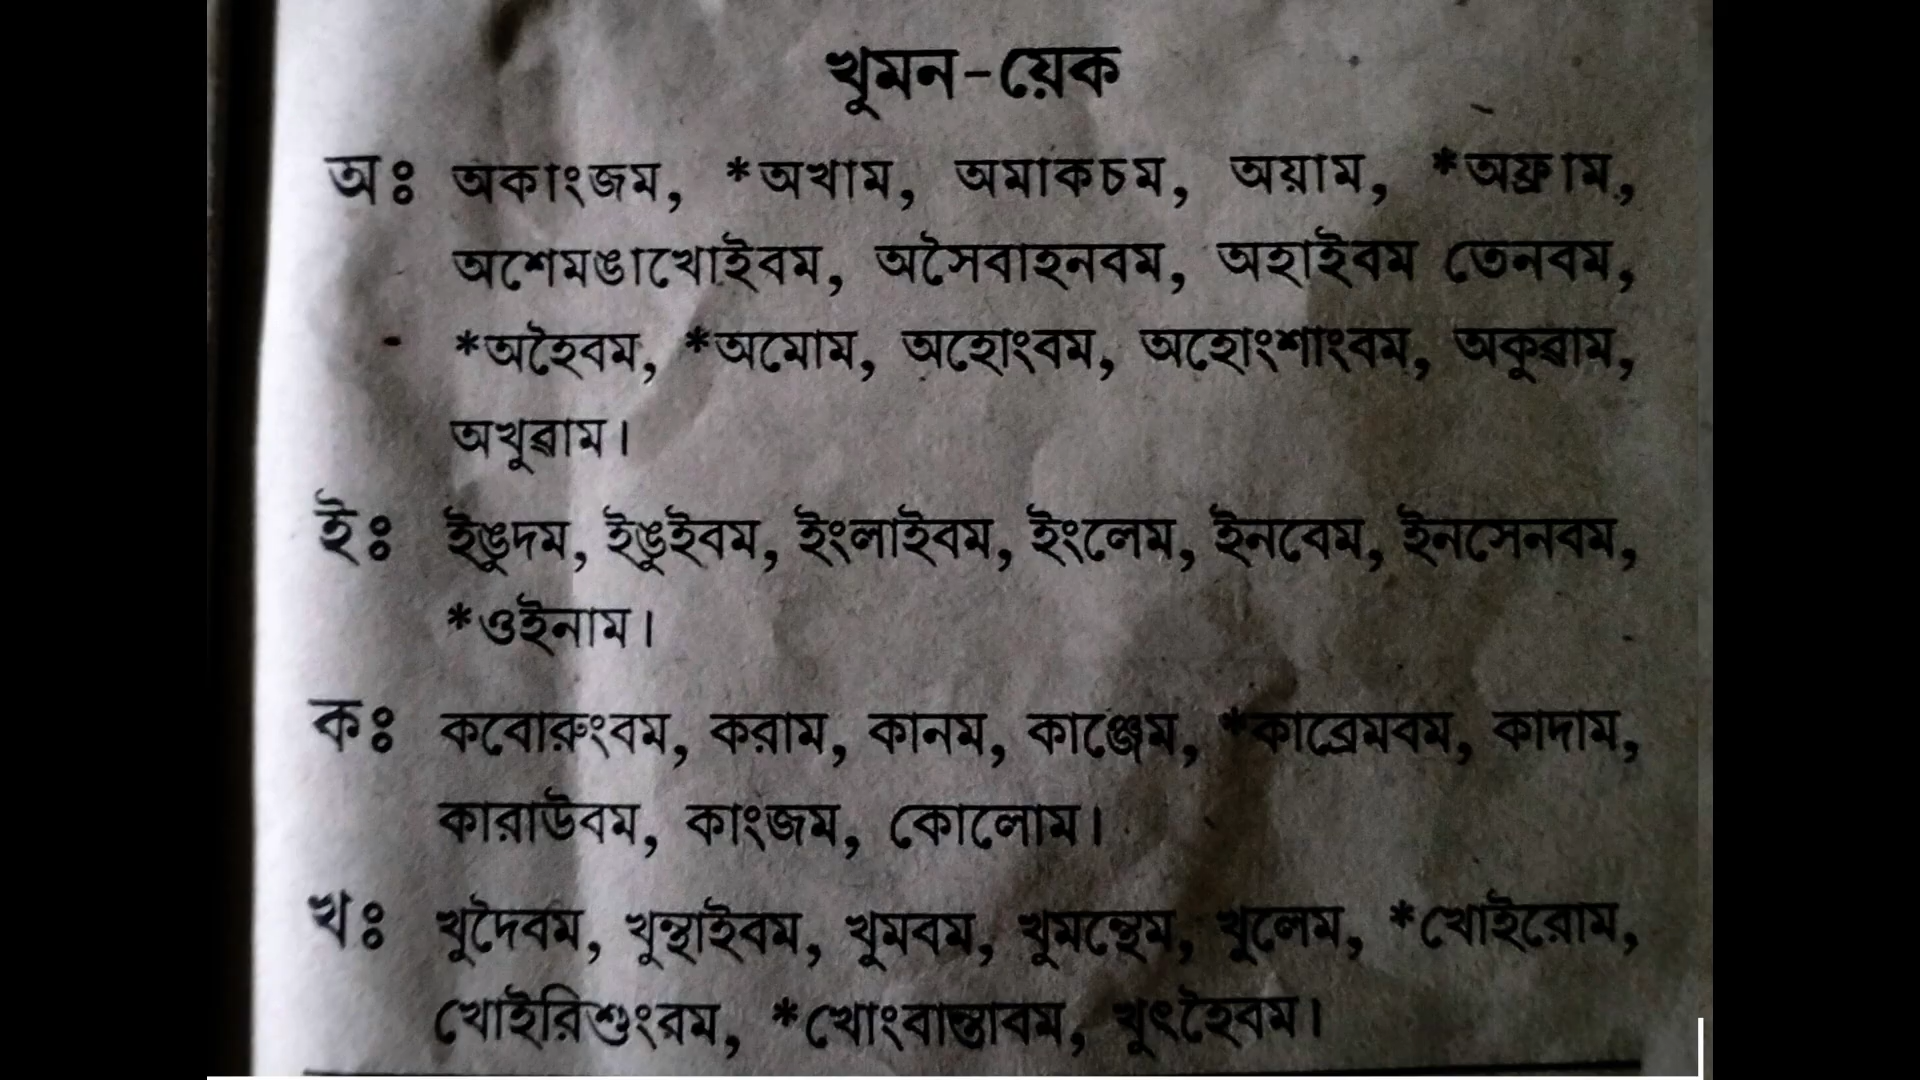 খুমন-য়েক
অঃ অকাংজম, *অখাম, অমাকচম, অয়াম, *অফ্রাম,
অশেমঙাখোইবম, অসৈবাহনবম, অহাইবম তেনবম,
*অহৈবম, *অমোম, অহোংবম, অহোংশাংবম, অকুৱাম,
অখুৱাম।
ইঃ ইঙুদম, ইঙুইবম, ইংলাইবম, ইংলেম, ইনবেম, ইনসেনবম,
*ওইনাম।
কঃ কবোরুংবম, করাম, কানম, কাঞ্জেম, *কাব্রেমবম, কাদাম,
কারাউবম, কাংজম, কোলোম।
খঃ খুদৈবম, খুন্থাইবম, খুমবম, খুমন্থেম, খুলেম, *খোইরোম,
খোইরিশুংবম, *খোংবান্তাবম, খুৎহৈবম।